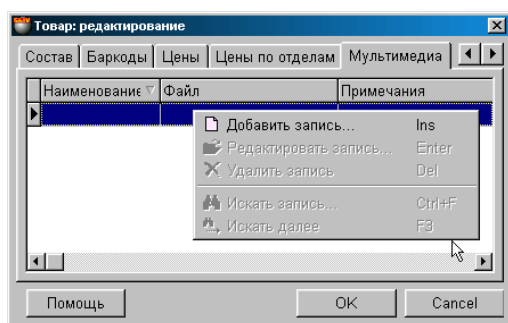 Товар: редактирование
Состав Баркоды Цены Цены по отделам Мультимедиа
Наименование Файл Примечания
Добавить запись... Ins
Редактировать запись... Enter
Удалить запись Del
Искать запись... Ctrl+F
Искать далее F3
Помощь OK Cancel